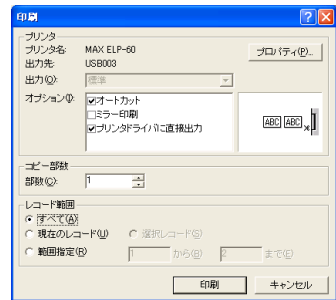 印刷
プリンタ
プリンタ名: MAX ELP-60
プロパティ(P)...
出力先: USB003
出力(O): 標準
オプション(I):
オートカット
ミラー印刷
プリンタドライバに直接出力
ABC ABC
コピー部数
部数(C): 1
レコード範囲
すべて(A)
現在のレコード(U) 選択レコード(S)
範囲指定(R) 1 から(B) 2 まで(E)
印刷 キャンセル